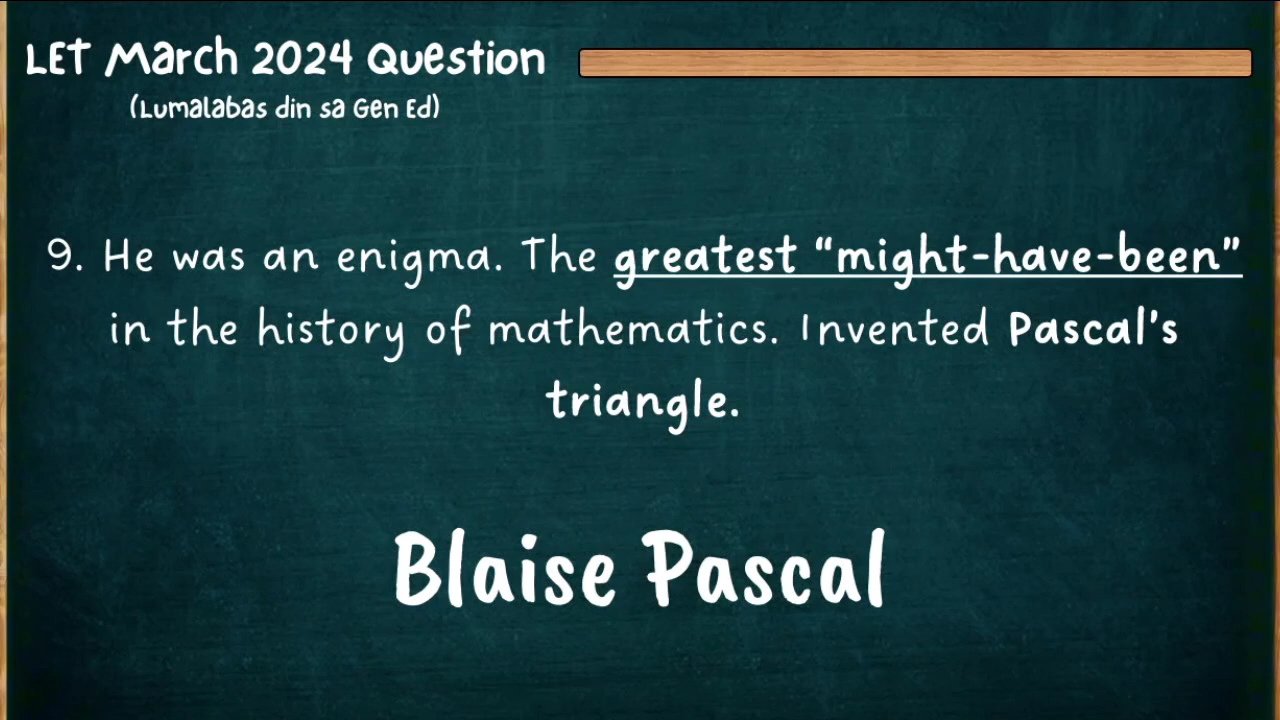 LET March 2024 Question
(Lumalabas din sa Gen Ed)
9. He was an enigma. The greatest “might-have-been”
in the history of mathematics. Invented Pascal's
triangle.
Blaise Pascal